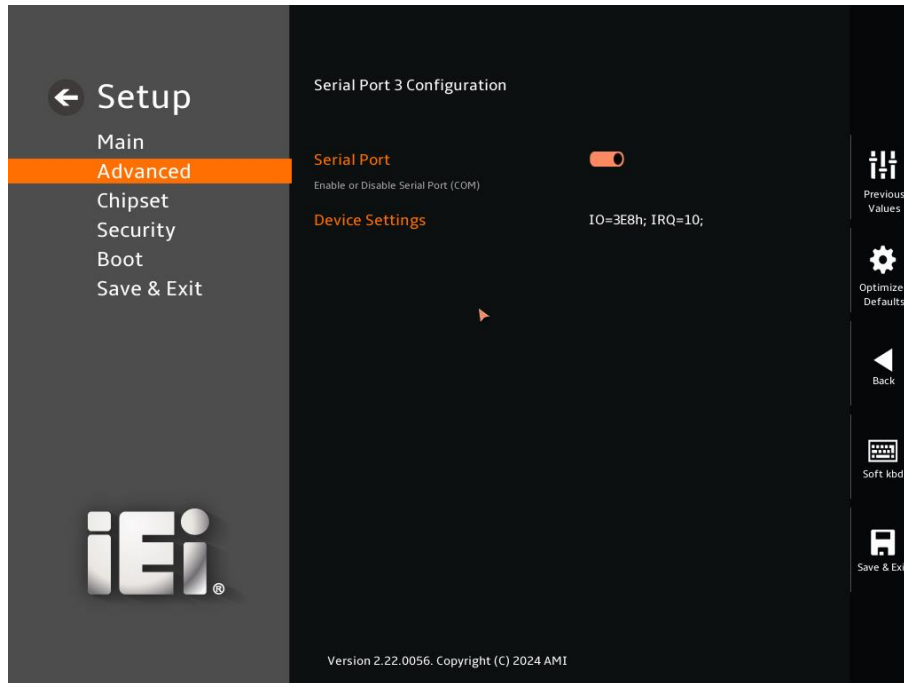 Setup
Main
Advanced
Chipset
Security
Boot
Save & Exit
iEi®
Serial Port 3 Configuration
Serial Port
Enable or Disable Serial Port (COM)
Device Settings IO=3E8h; IRQ=10;
Previous
Values
Optimize
Defaults
Back
Soft kbd
Save & Exi
Version 2.22.0056. Copyright (C) 2024 AMI